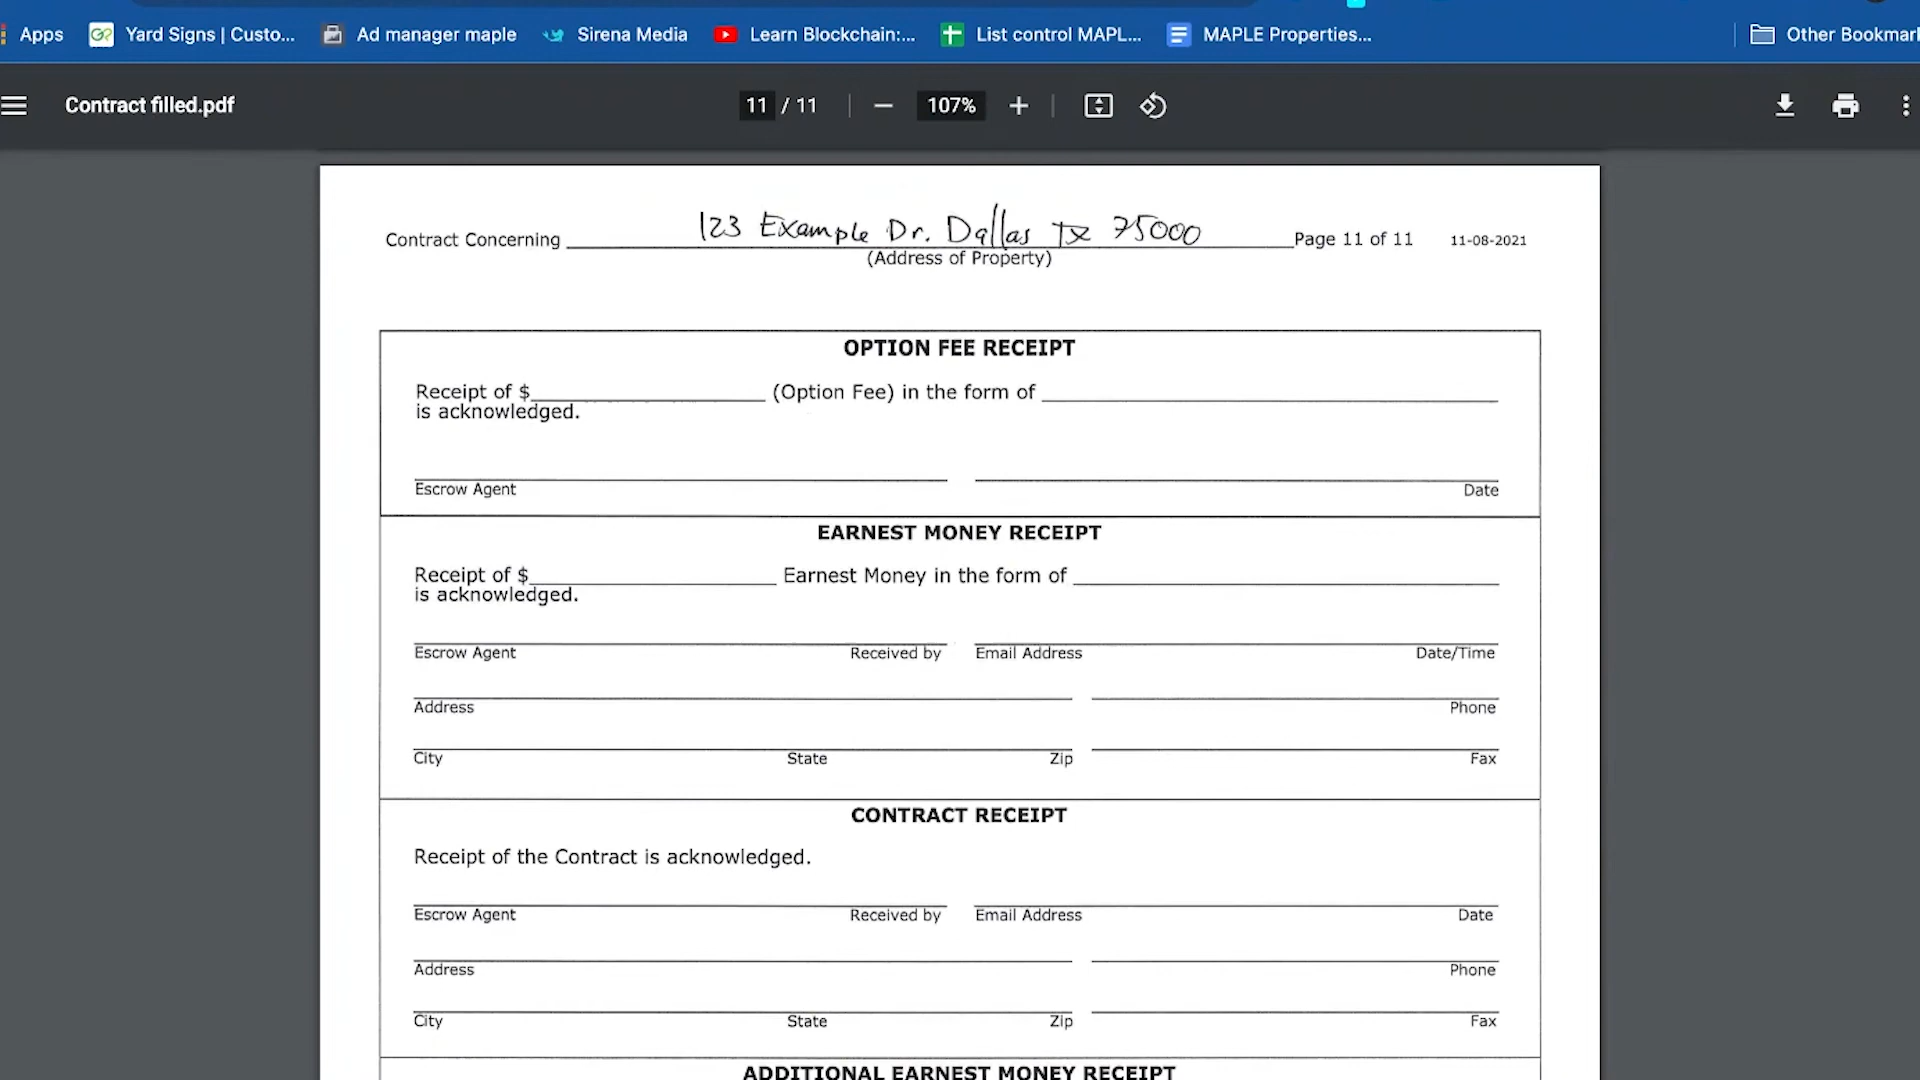 Apps Yard Signs | Custo... Ad manager maple Sirena Media Learn Blockchain:... List control MAPL... MAPLE Properties... Other Bookmark
Contract filled.pdf 11 / 11 107%
Contract Concerning 123 Example Dr. Dallas TX 75000 Page 11 of 11 11-08-2021
(Address of Property)
OPTION FEE RECEIPT
Receipt of $ (Option Fee) in the form of
is acknowledged.
Escrow Agent Date
EARNEST MONEY RECEIPT
Receipt of $ Earnest Money in the form of
is acknowledged.
Escrow Agent Received by Email Address Date/Time
Address Phone
City State Zip Fax
CONTRACT RECEIPT
Receipt of the Contract is acknowledged.
Escrow Agent Received by Email Address Date
Address Phone
City State Zip Fax
ADDITIONAL EARNEST MONEY RECEIPT